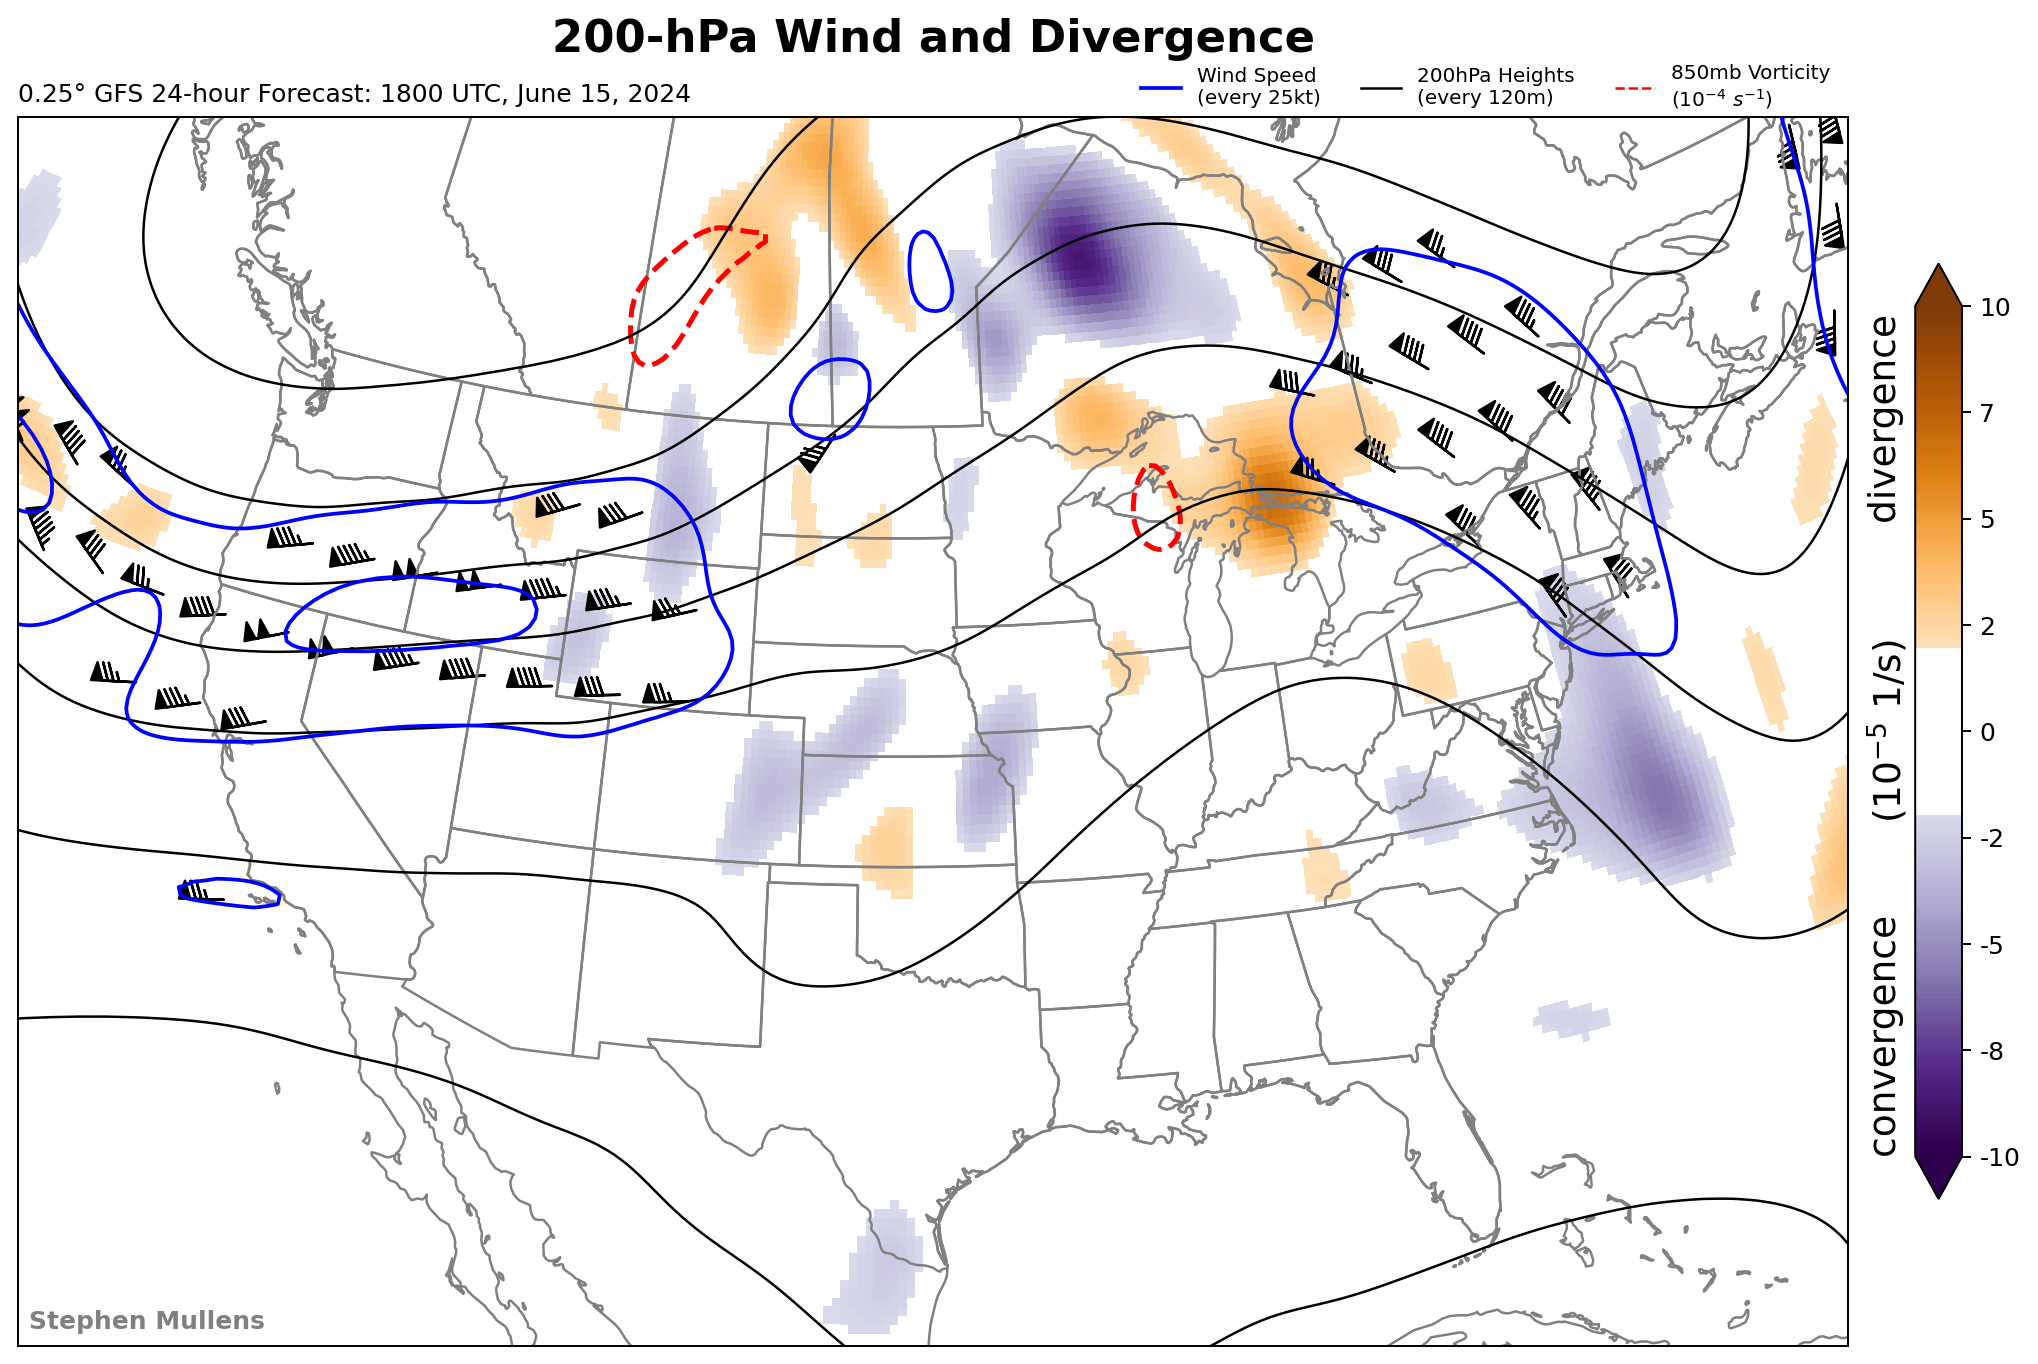 200-hPa Wind and Divergence
0.25° GFS 24-hour Forecast: 1800 UTC, June 15, 2024
Wind Speed
(every 25kt)
200hPa Heights
(every 120m)
850mb Vorticity
(10⁻⁴ s⁻¹)
10
7
5
2
0
-2
-5
-8
-10
convergence (10⁻⁵ 1/s) divergence
Stephen Mullens